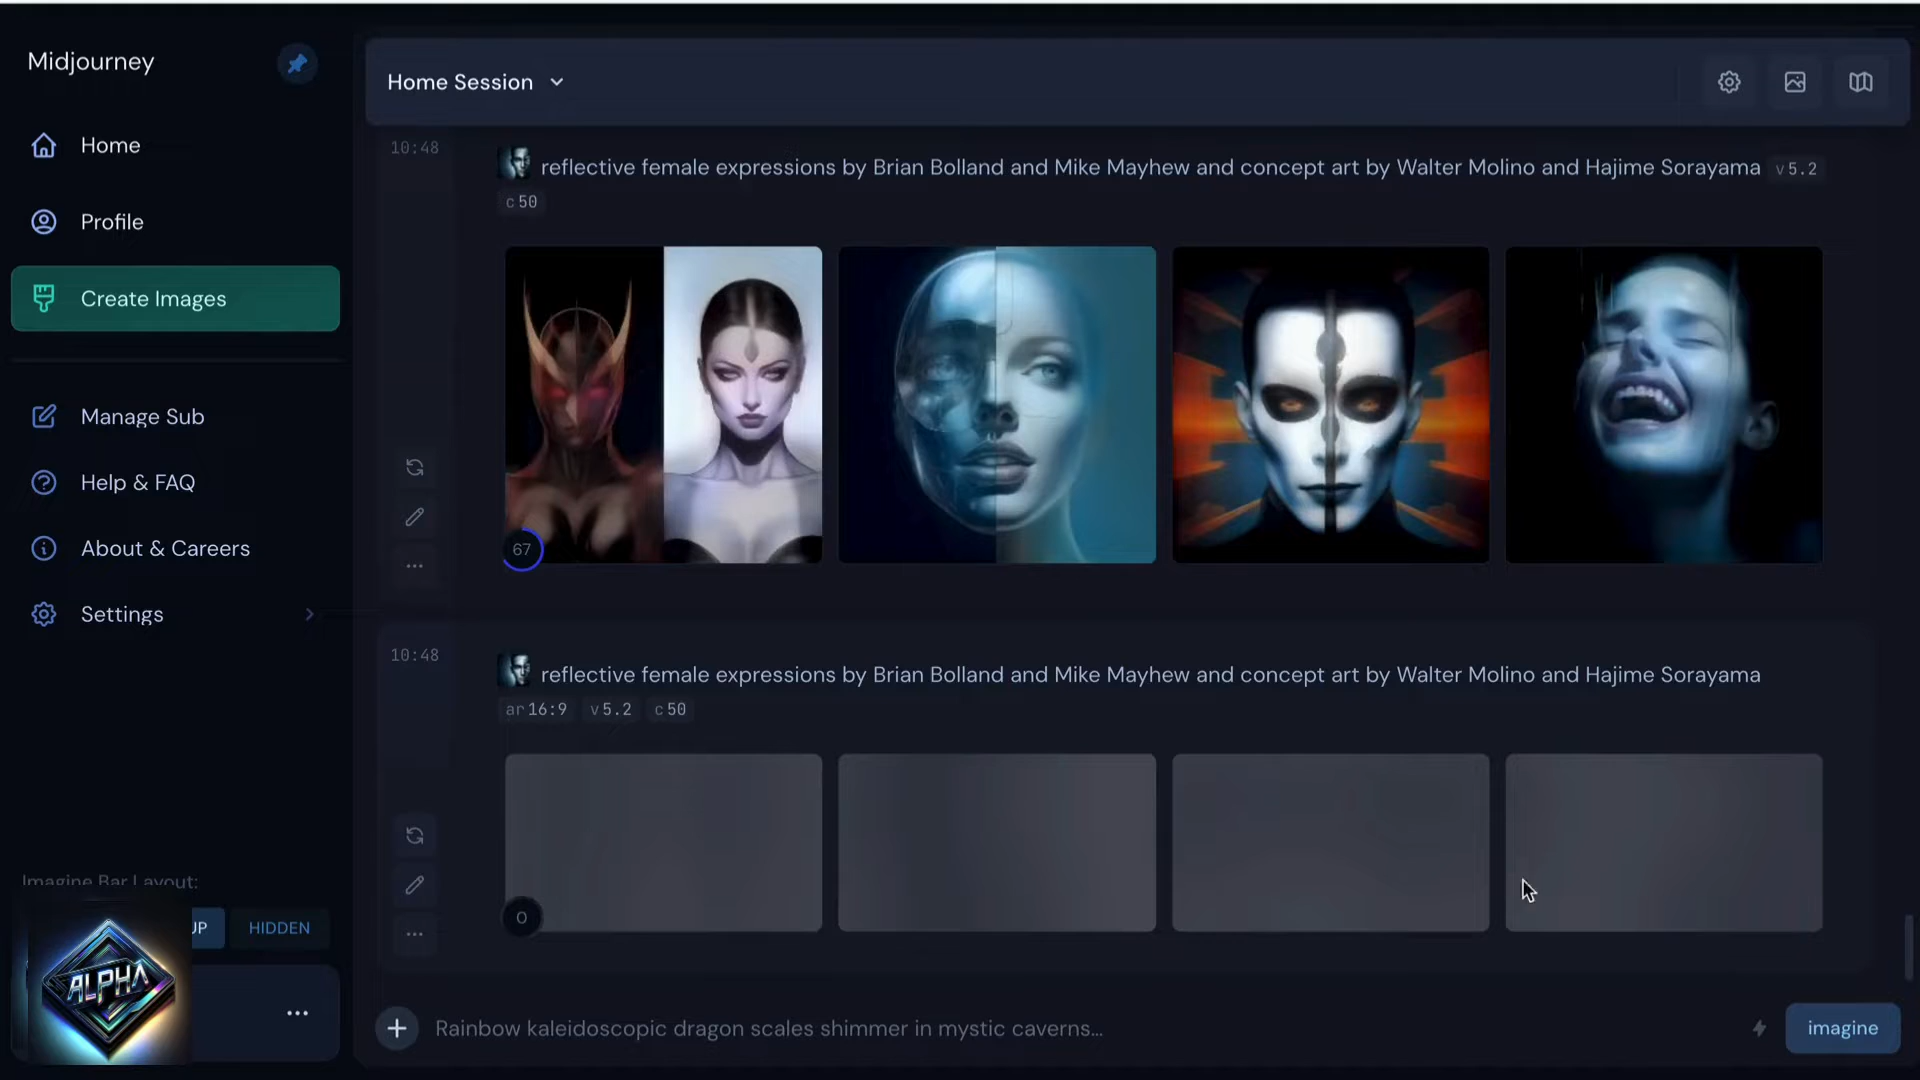 Midjourney
Home
Profile
Create Images
Manage Sub
Help & FAQ
About & Careers
Settings
Imagine Bar Layout:
UP HIDDEN
ALPHA
Home Session
10:48
reflective female expressions by Brian Bolland and Mike Mayhew and concept art by Walter Molino and Hajime Sorayama v 5.2
c 50
67
10:48
reflective female expressions by Brian Bolland and Mike Mayhew and concept art by Walter Molino and Hajime Sorayama
ar 16:9 v 5.2 c 50
0
Rainbow kaleidoscopic dragon scales shimmer in mystic caverns...
imagine